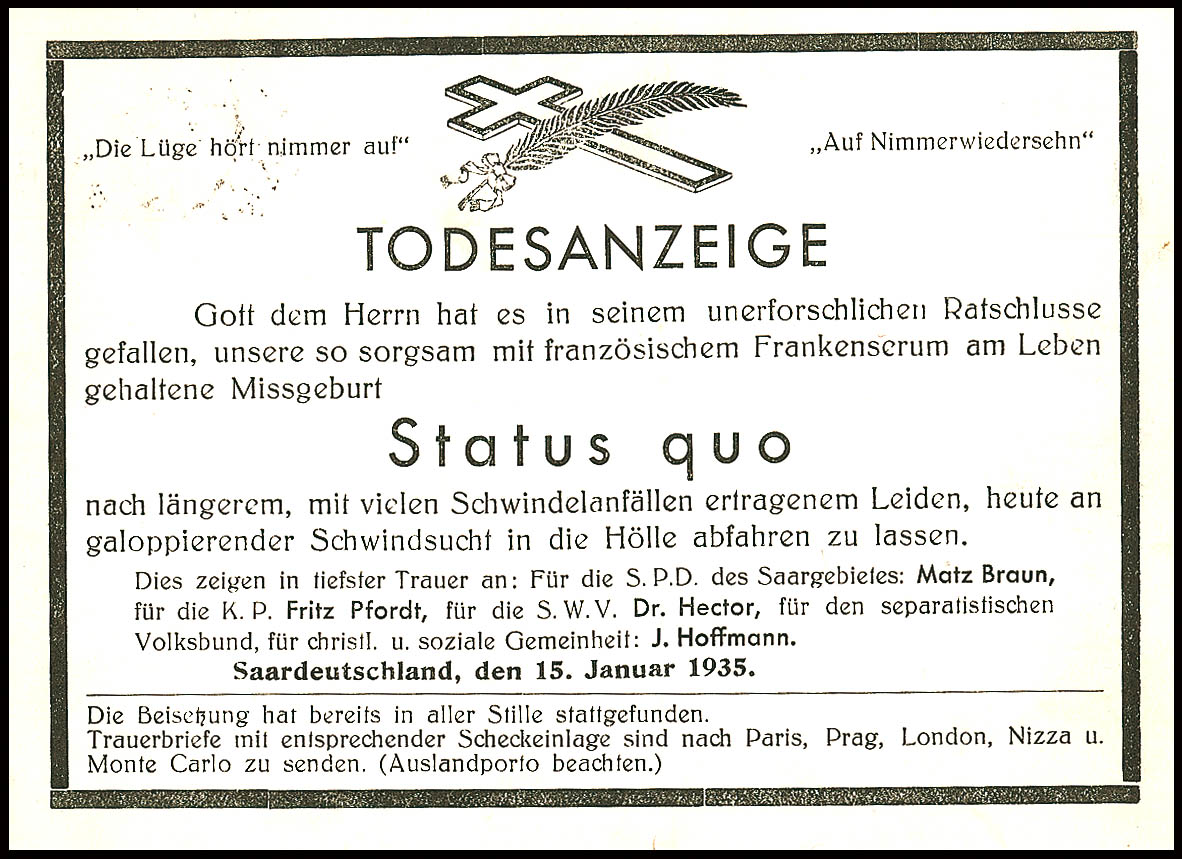 „Die Lüge hört nimmer auf“
„Auf Nimmerwiedersehn“
TODESANZEIGE
Gott dem Herrn hat es in seinem unerforschlichen Ratschlusse
gefallen, unsere so sorgsam mit französischem Frankenserum am Leben
gehaltene Missgeburt
Status quo
nach längerem, mit vielen Schwindelanfällen ertragenem Leiden, heute an
galoppierender Schwindsucht in die Hölle abfahren zu lassen.
Dies zeigen in tiefster Trauer an: Für die S.P.D. des Saargebietes: Matz Braun,
für die K.P. Fritz Pfordt, für die S.W.V. Dr. Hector, für den separatistischen
Volksbund, für christl. u. soziale Gemeinheit: J. Hoffmann.
Saardeutschland, den 15. Januar 1935.
Die Beisetzung hat bereits in aller Stille stattgefunden.
Trauerbriefe mit entsprechender Scheckeinlage sind nach Paris, Prag, London, Nizza u.
Monte Carlo zu senden. (Auslandporto beachten.)